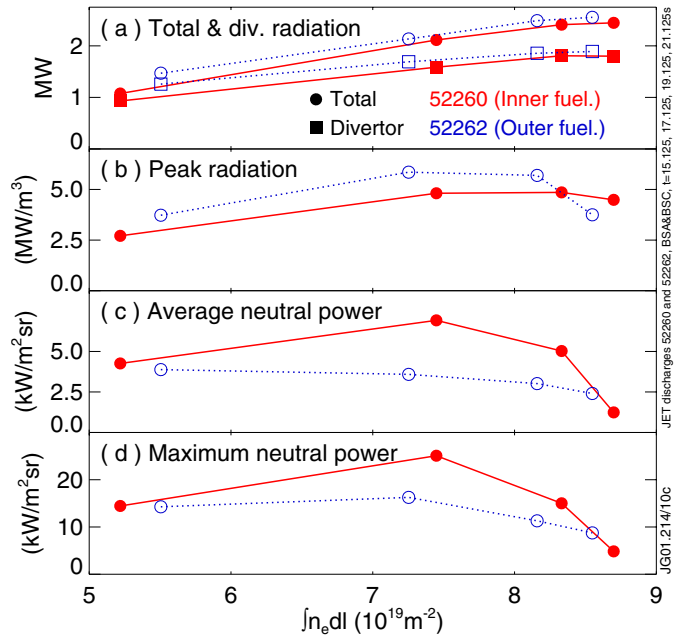 ( a ) Total & div. radiation
MW
2
1
0
Total
52260 (Inner fuel.)
Divertor
52262 (Outer fuel.)
( b ) Peak radiation
(MW/m³)
5.0
2.5
0.0
( c ) Average neutral power
(kW/m²sr)
5.0
2.5
0.0
( d ) Maximum neutral power
(kW/m²sr)
20
10
0
5 6 7 8 9
∫nₑdl (10¹⁹m⁻²)
JET discharges 52260 and 52262, BSA&BSC, t=15.125, 17.125, 19.125, 21.125s
JG01.214/10c